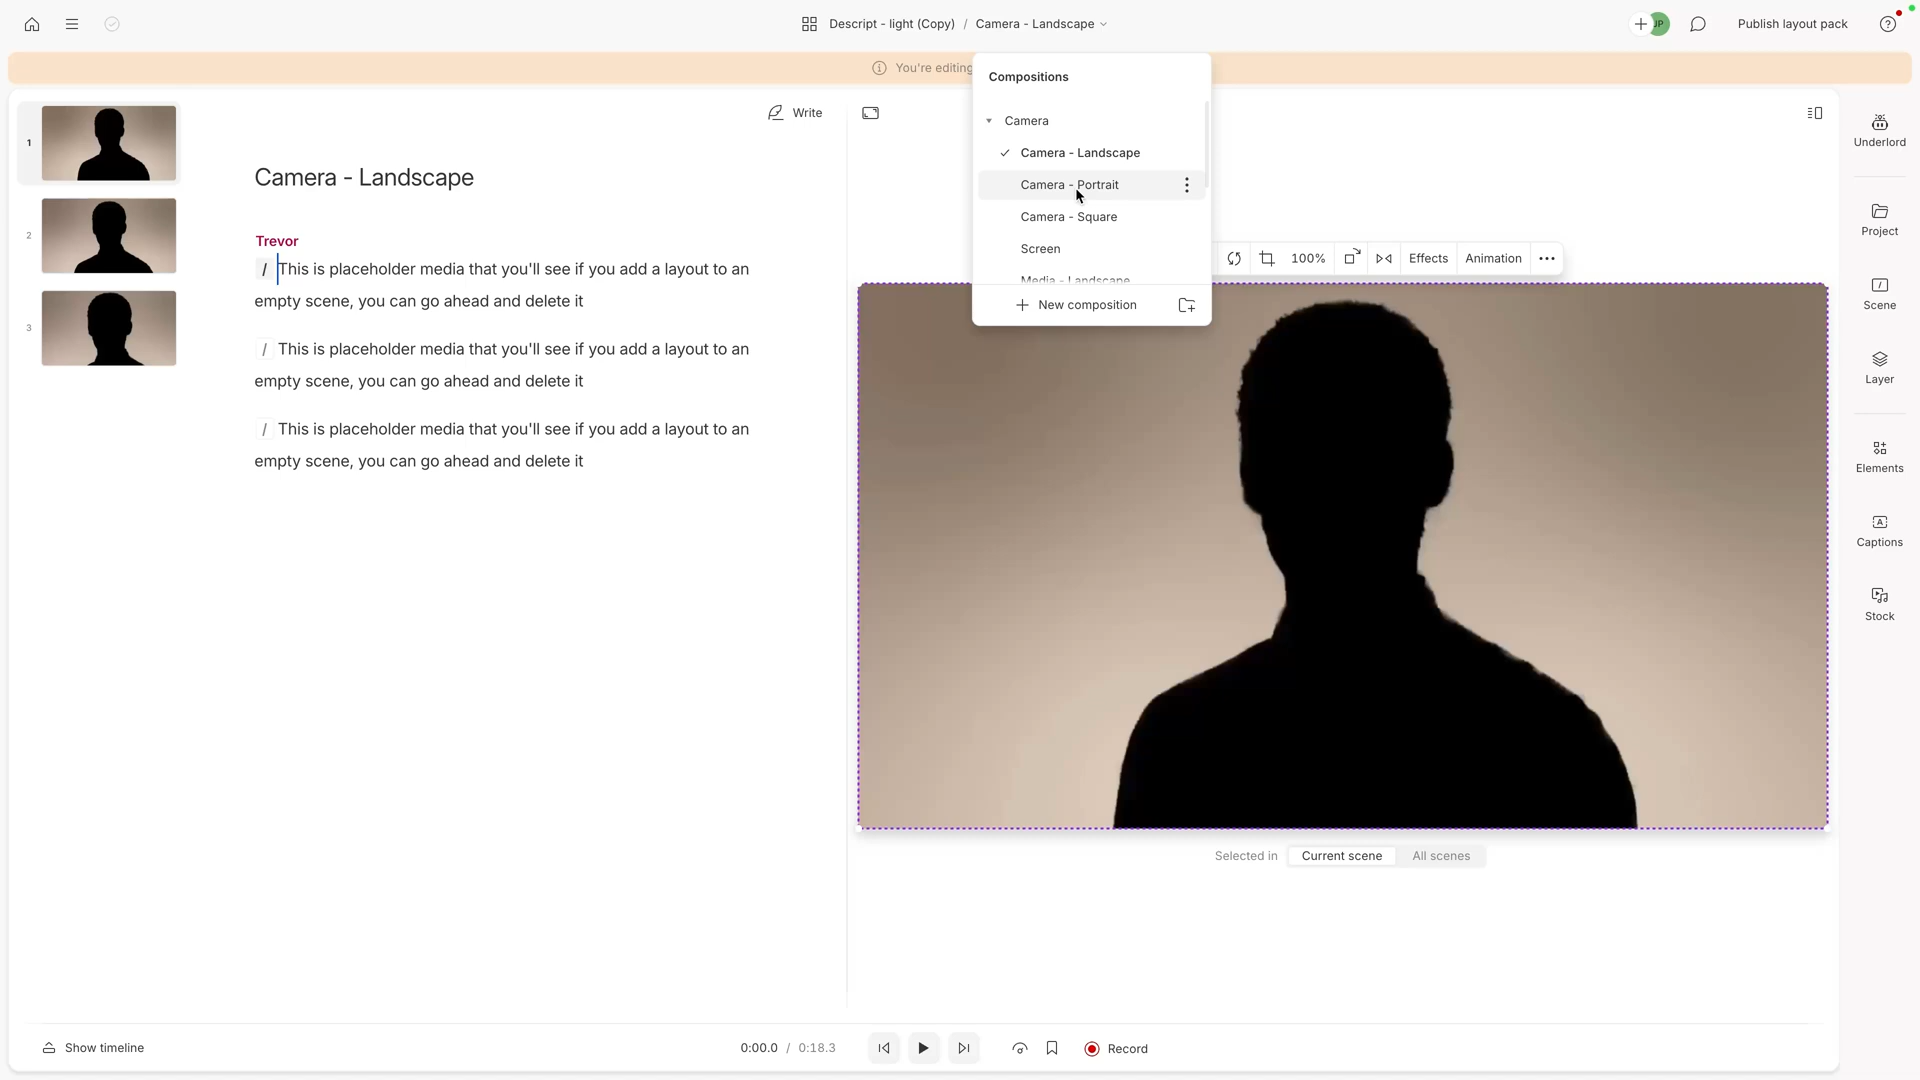 Descript - light (Copy) / Camera - Landscape
JP
Publish layout pack
You're editing
Compositions
Camera
Camera - Landscape
Camera - Portrait
Camera - Square
Screen
Media - Landscape
New composition
1
2
3
Write
Camera - Landscape
Trevor
/ This is placeholder media that you'll see if you add a layout to an
empty scene, you can go ahead and delete it
/ This is placeholder media that you'll see if you add a layout to an
empty scene, you can go ahead and delete it
/ This is placeholder media that you'll see if you add a layout to an
empty scene, you can go ahead and delete it
100%
Effects
Animation
Selected in
Current scene
All scenes
Underlord
Project
Scene
Layer
Elements
Captions
Stock
Show timeline
0:00.0 / 0:18.3
Record